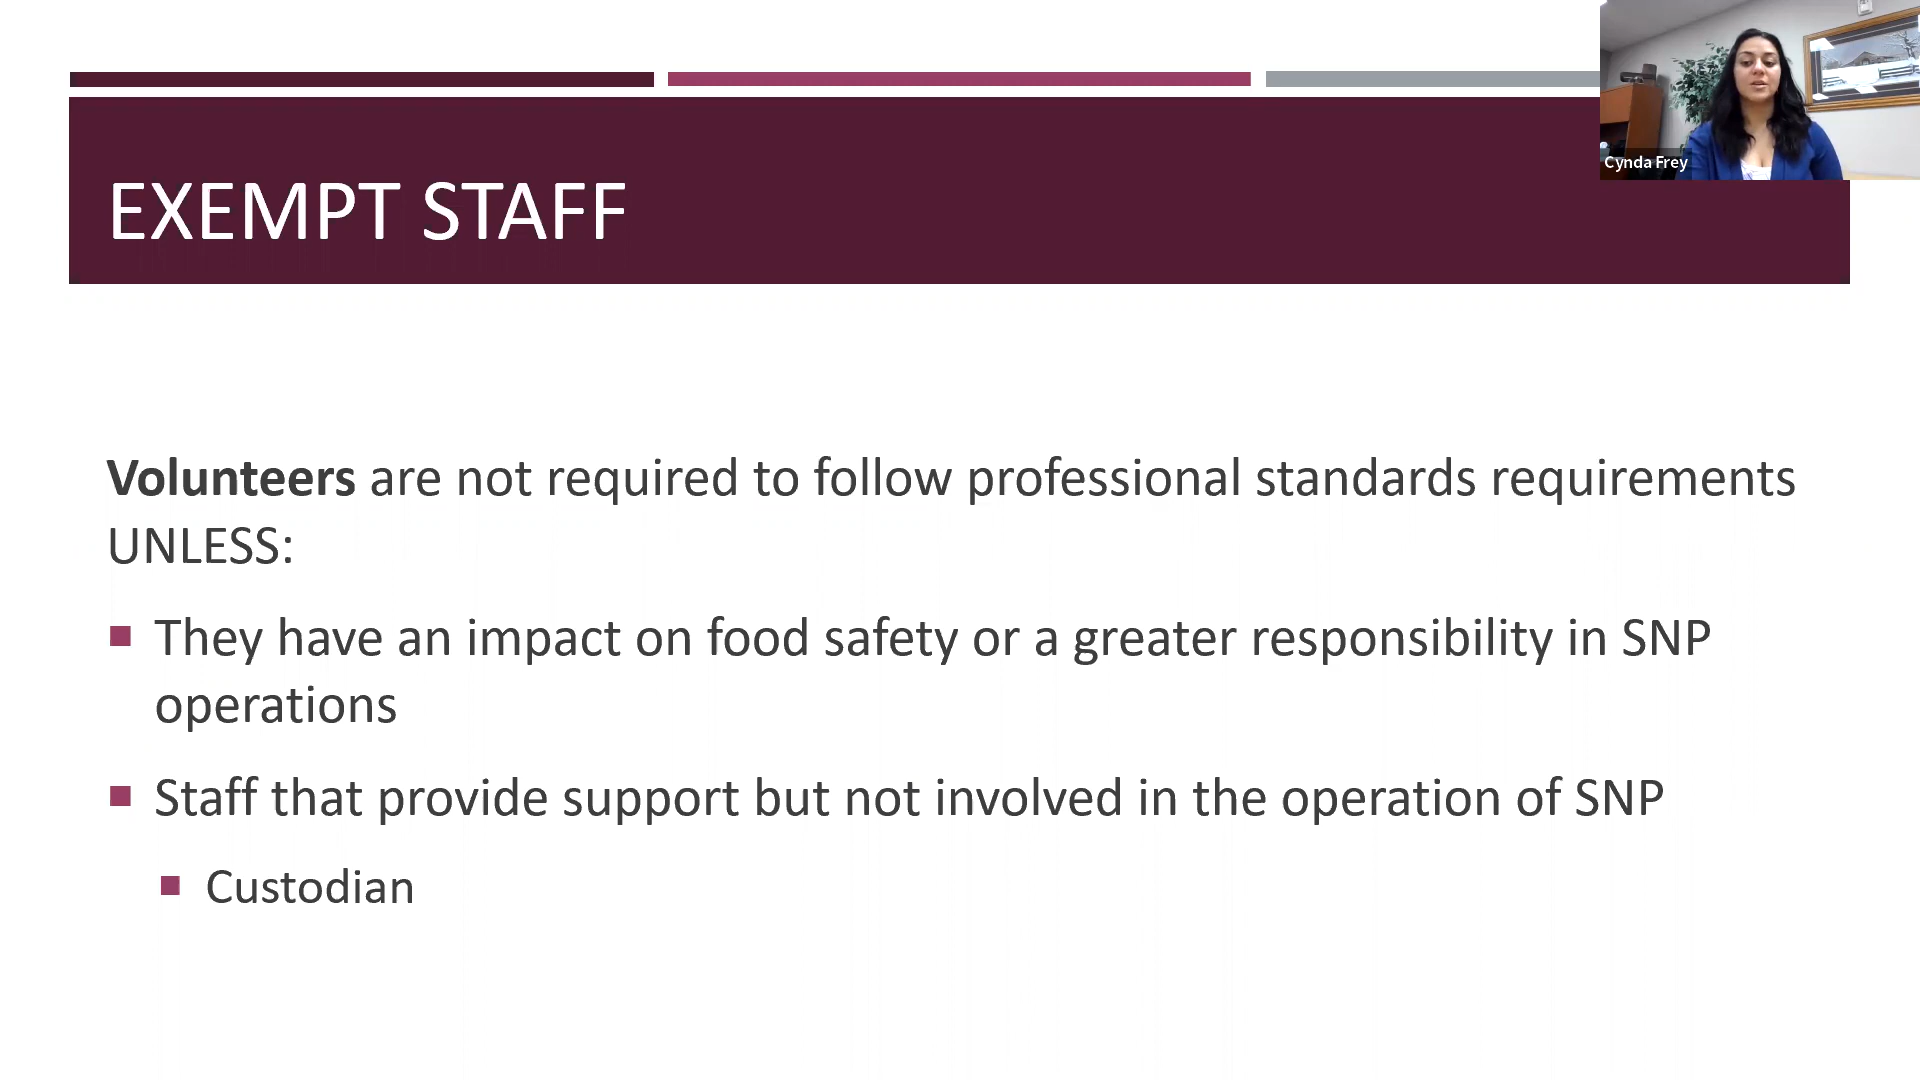 Cynda Frey
EXEMPT STAFF
Volunteers are not required to follow professional standards requirements
UNLESS:
They have an impact on food safety or a greater responsibility in SNP
operations
Staff that provide support but not involved in the operation of SNP
Custodian